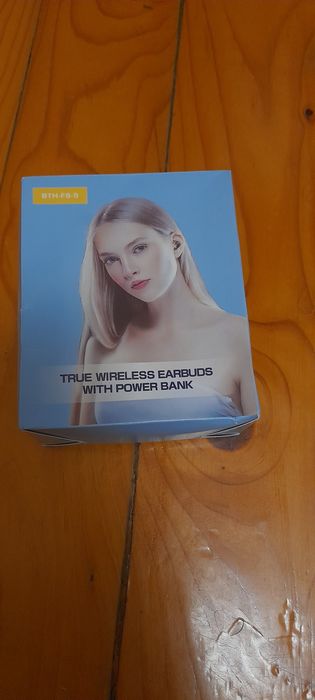 BTH-F9-5
TRUE WIRELESS EARBUDS
WITH POWER BANK